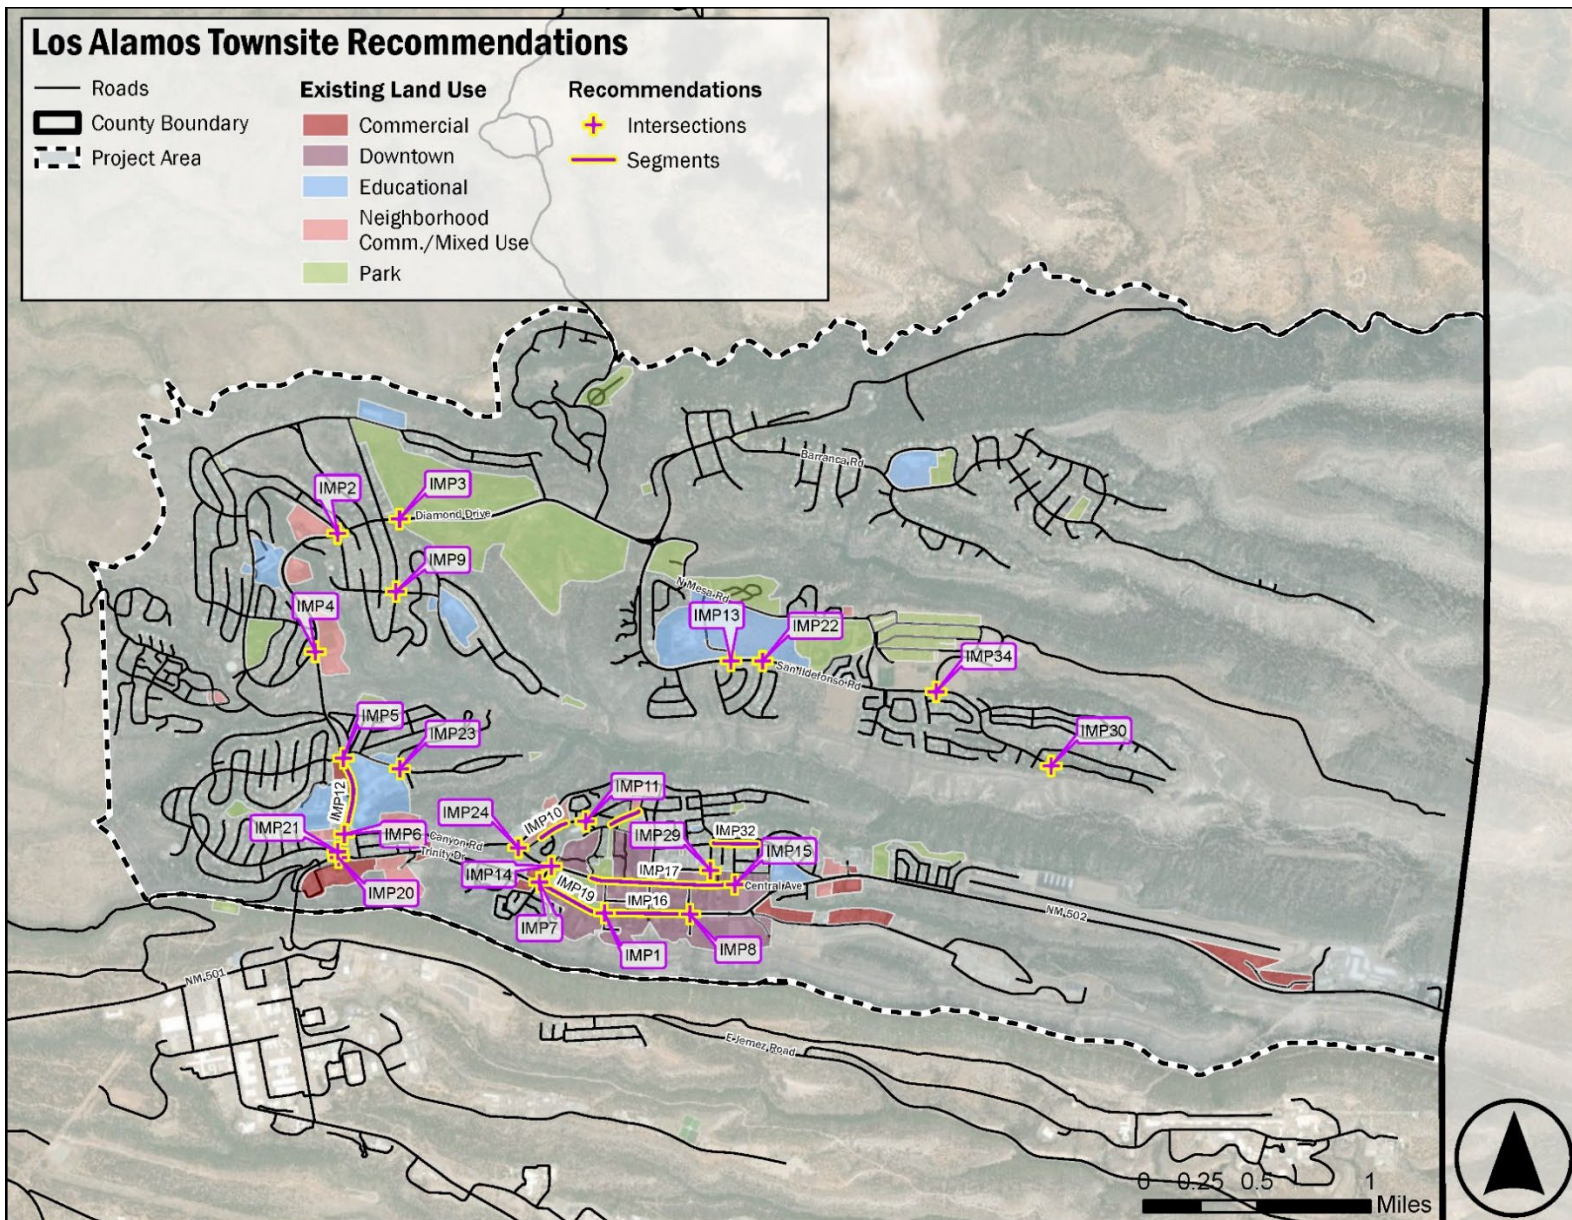 Los Alamos Townsite Recommendations
Roads
County Boundary
Project Area
Existing Land Use
Commercial
Downtown
Educational
Neighborhood
Comm./Mixed Use
Park
Recommendations
Intersections
Segments
Barranca Rd
IMP2
IMP3
Diamond Drive
IMP9
N Mesa Rd
IMP4
IMP13
IMP22
IMP34
San Ildefonso Rd
IMP5
IMP23
IMP30
IMP12
IMP11
IMP24
IMP10
IMP21
IMP6
Canyon Rd
IMP29
IMP32
Trinity Dr
IMP15
IMP14
IMP17
IMP20
IMP19
Central Ave
IMP16
NM 502
IMP7
IMP1
IMP8
NM 501
E Jemez Road
0 0.25 0.5 1
Miles